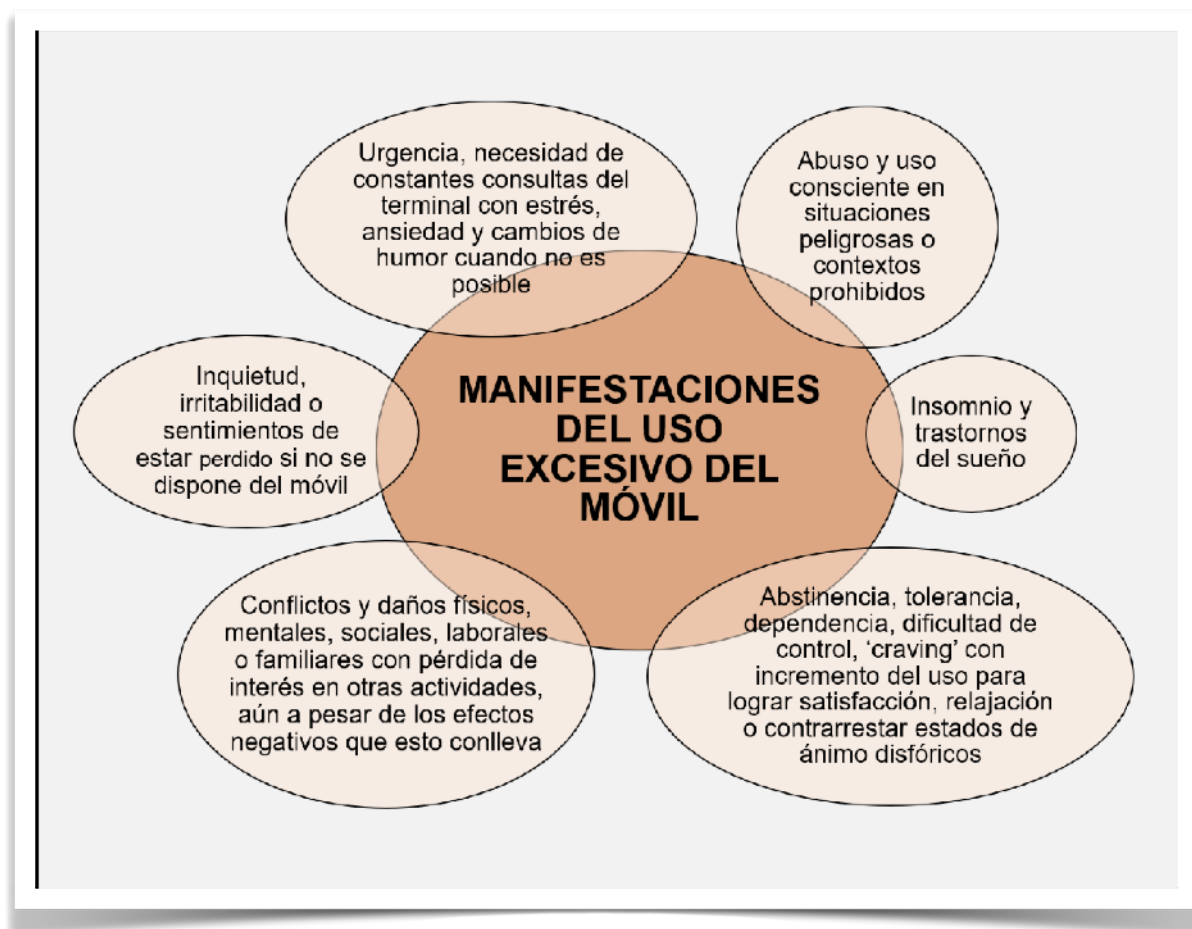 Urgencia, necesidad de
constantes consultas del
terminal con estrés,
ansiedad y cambios de
humor cuando no es
posible
Abuso y uso
consciente en
situaciones
peligrosas o
contextos
prohibidos
Inquietud,
irritabilidad o
sentimientos de
estar perdido si no se
dispone del móvil
MANIFESTACIONES
DEL USO
EXCESIVO DEL
MÓVIL
Insomnio y
trastornos
del sueño
Conflictos y daños físicos,
mentales, sociales, laborales
o familiares con pérdida de
interés en otras actividades,
aún a pesar de los efectos
negativos que esto conlleva
Abstinencia, tolerancia,
dependencia, dificultad de
control, ‘craving’ con
incremento del uso para
lograr satisfacción, relajación
o contrarrestar estados de
ánimo disfóricos